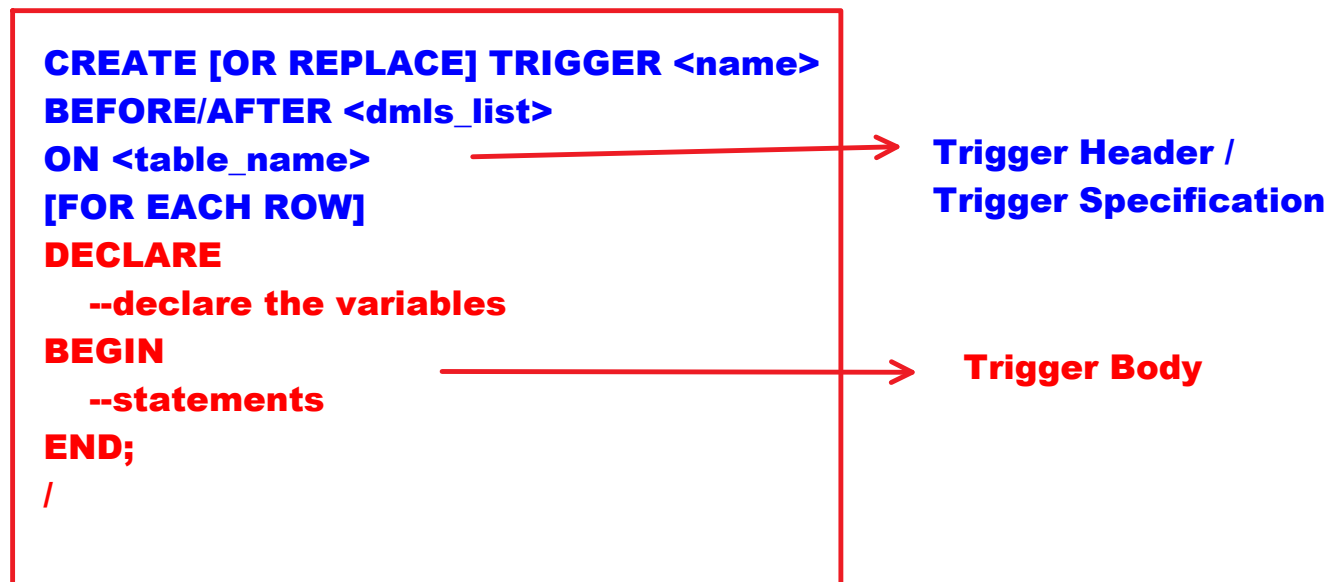 CREATE [OR REPLACE] TRIGGER <name>
BEFORE/AFTER <dmls_list>
ON <table_name>
[FOR EACH ROW]
DECLARE
--declare the variables
BEGIN
--statements
END;
/
Trigger Header /
Trigger Specification
Trigger Body